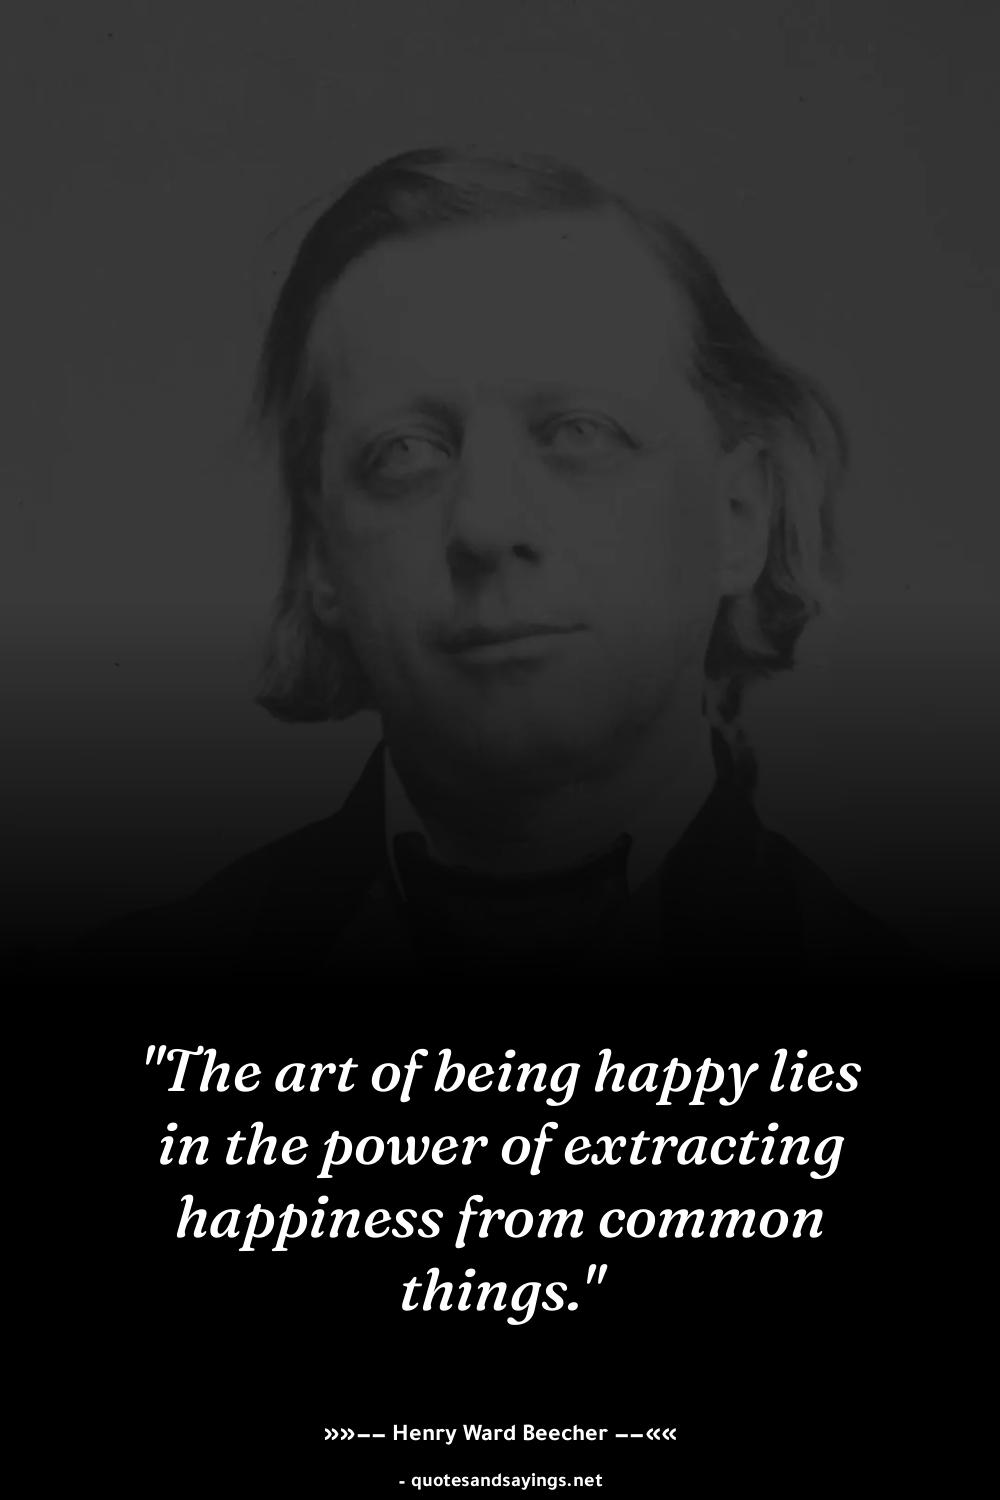 "The art of being happy lies
in the power of extracting
happiness from common
things."
»»–– Henry Ward Beecher ––««
- quotesandsayings.net